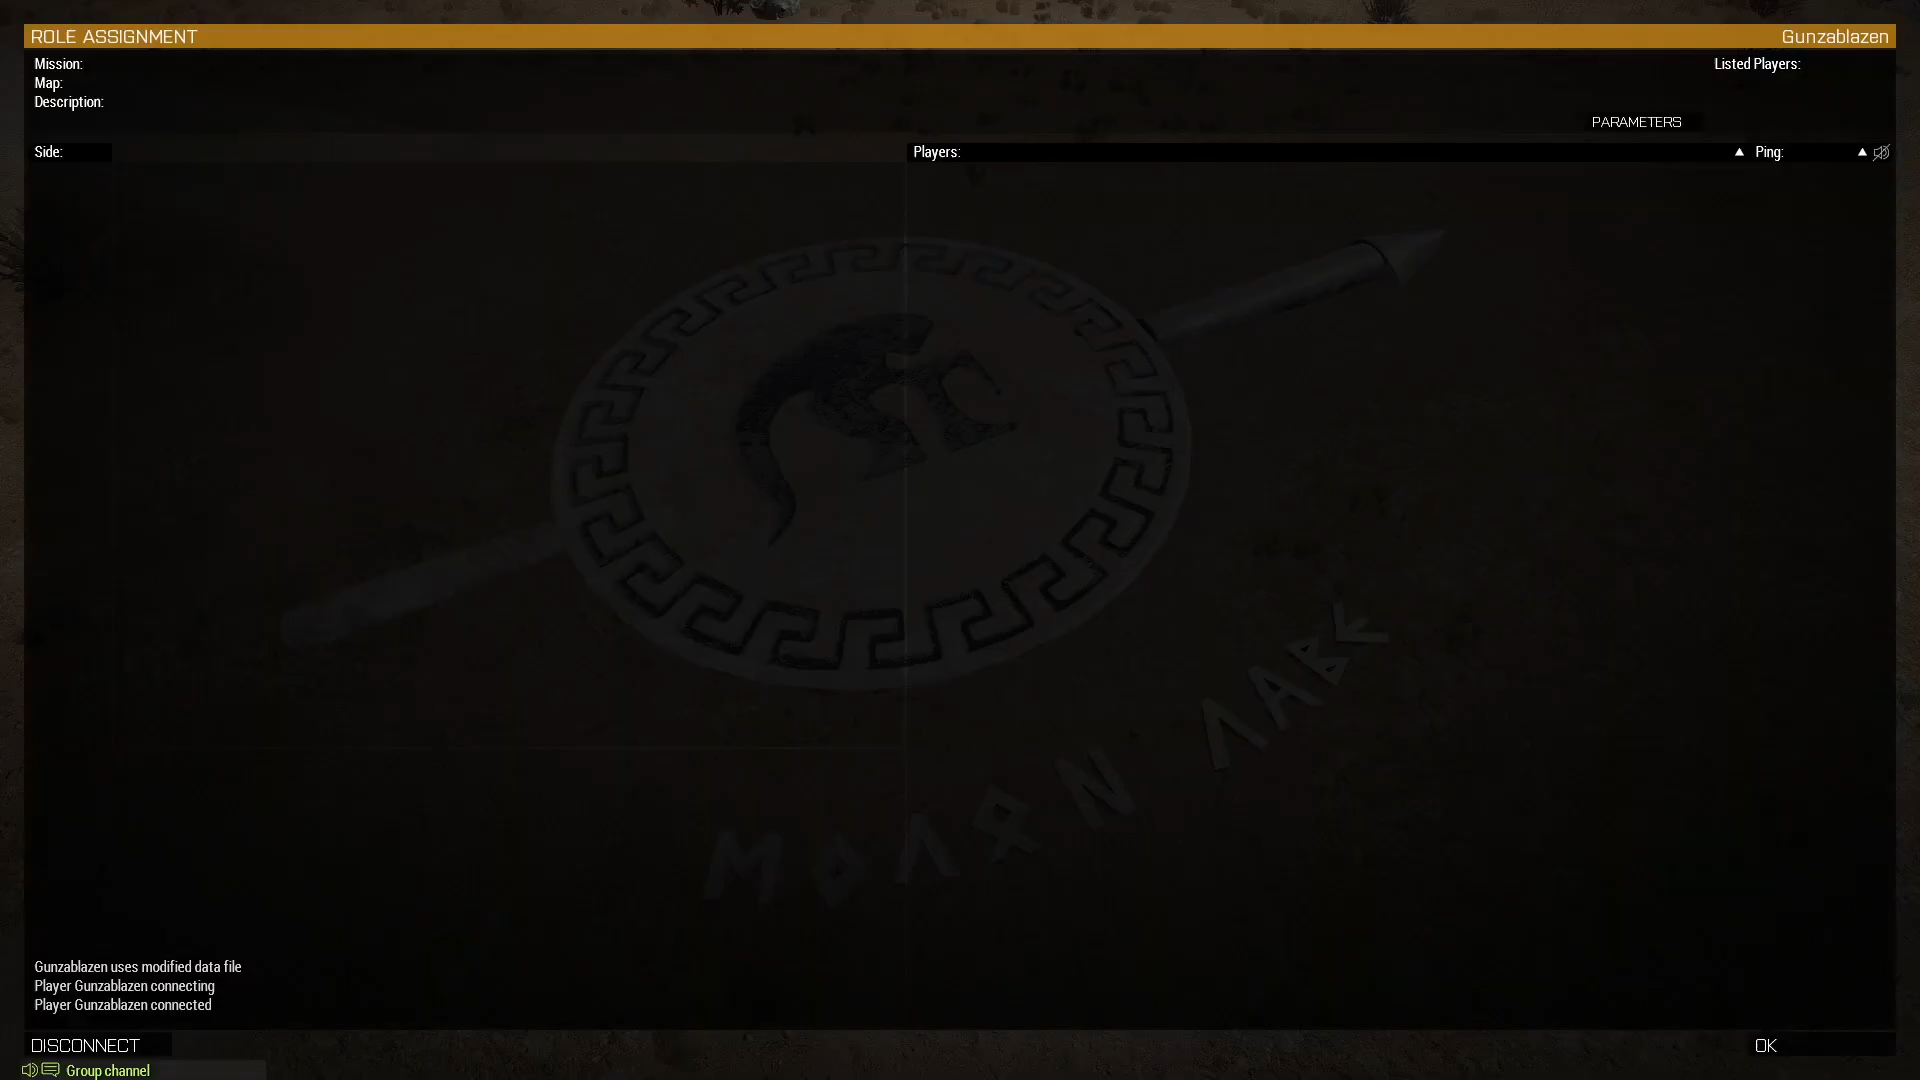 ROLE ASSIGNMENT
Gunzablazen
Mission:
Listed Players:
Map:
Description:
PARAMETERS
Side:
Players:
Ping:
ΜΟΛΟΝ ΛΑΒΕ
Gunzablazen uses modified data file
Player Gunzablazen connecting
Player Gunzablazen connected
DISCONNECT
OK
Group channel